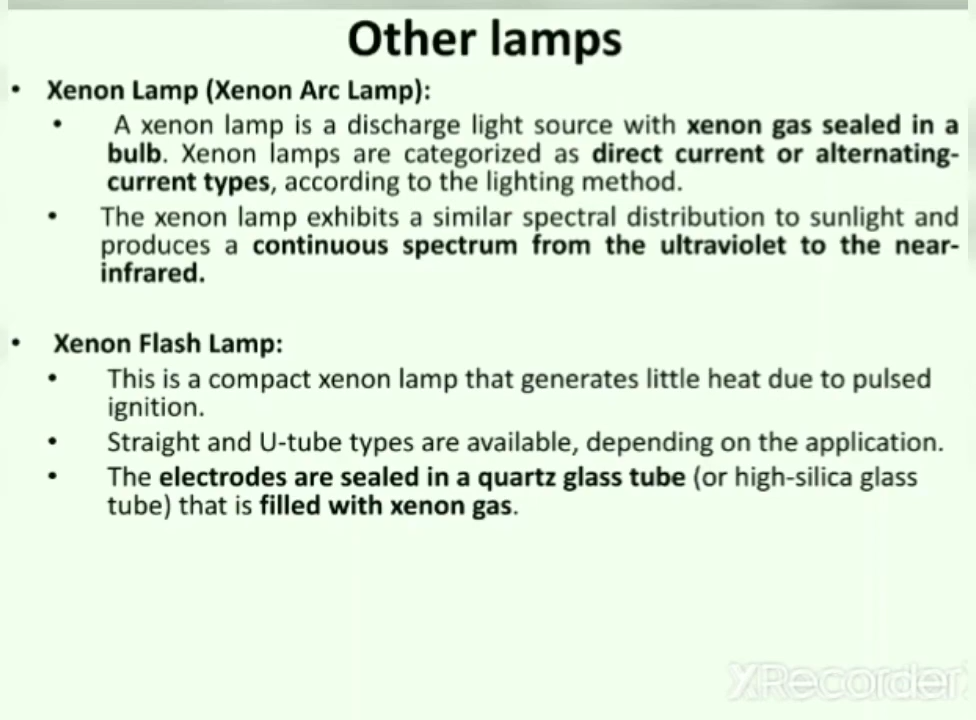 Other lamps
• Xenon Lamp (Xenon Arc Lamp):
• A xenon lamp is a discharge light source with xenon gas sealed in a
bulb. Xenon lamps are categorized as direct current or alternating-
current types, according to the lighting method.
• The xenon lamp exhibits a similar spectral distribution to sunlight and
produces a continuous spectrum from the ultraviolet to the near-
infrared.
• Xenon Flash Lamp:
• This is a compact xenon lamp that generates little heat due to pulsed
ignition.
• Straight and U-tube types are available, depending on the application.
• The electrodes are sealed in a quartz glass tube (or high-silica glass
tube) that is filled with xenon gas.
XRecorder